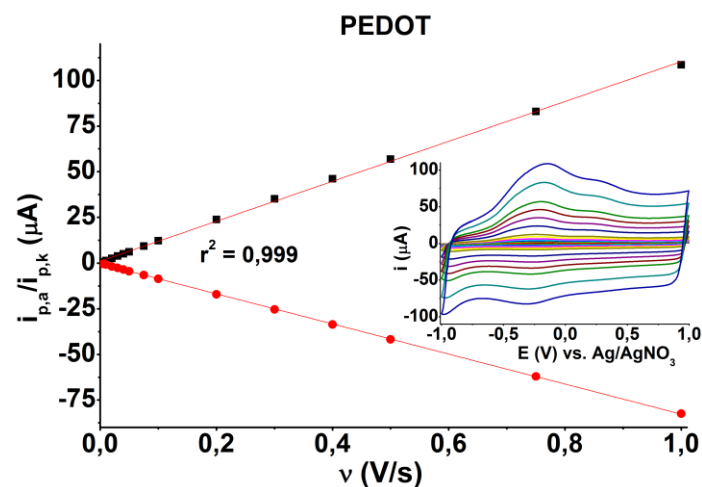 PEDOT
i_{p,a}/i_{p,k} (μA)
100
75
50
25
0
-25
-50
-75
r² = 0,999
0,0 0,2 0,4 0,6 0,8 1,0
ν (V/s)
i (μA)
100
50
0
-50
-100
-1,0 -0,5 0,0 0,5 1,0
E (V) vs. Ag/AgNO₃